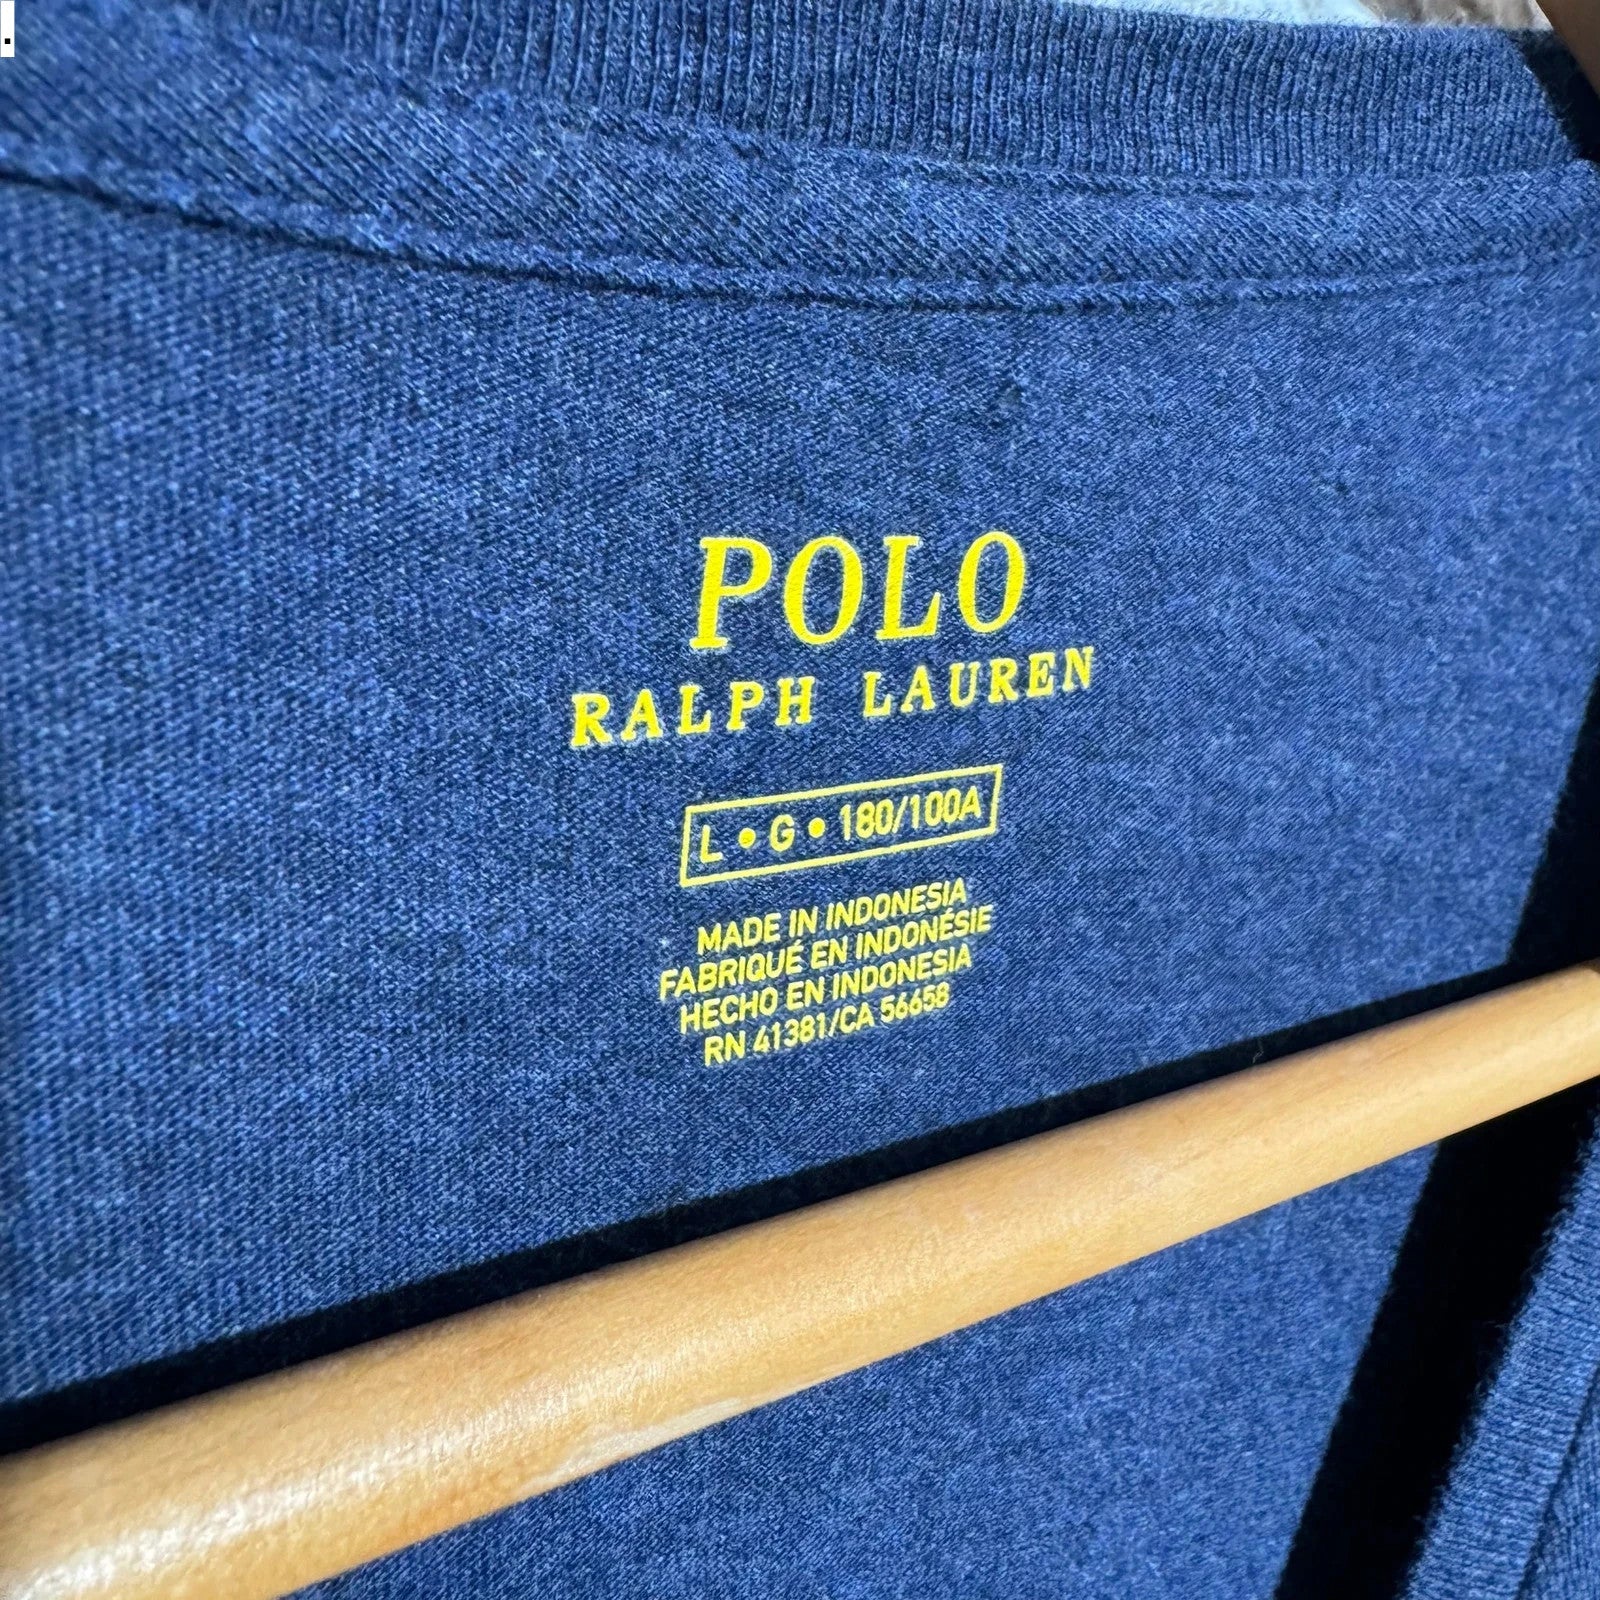 .
POLO
RALPH LAUREN
L • G • 180/100A
MADE IN INDONESIA
FABRIQUÉ EN INDONÉSIE
HECHO EN INDONESIA
RN 41381/CA 56658